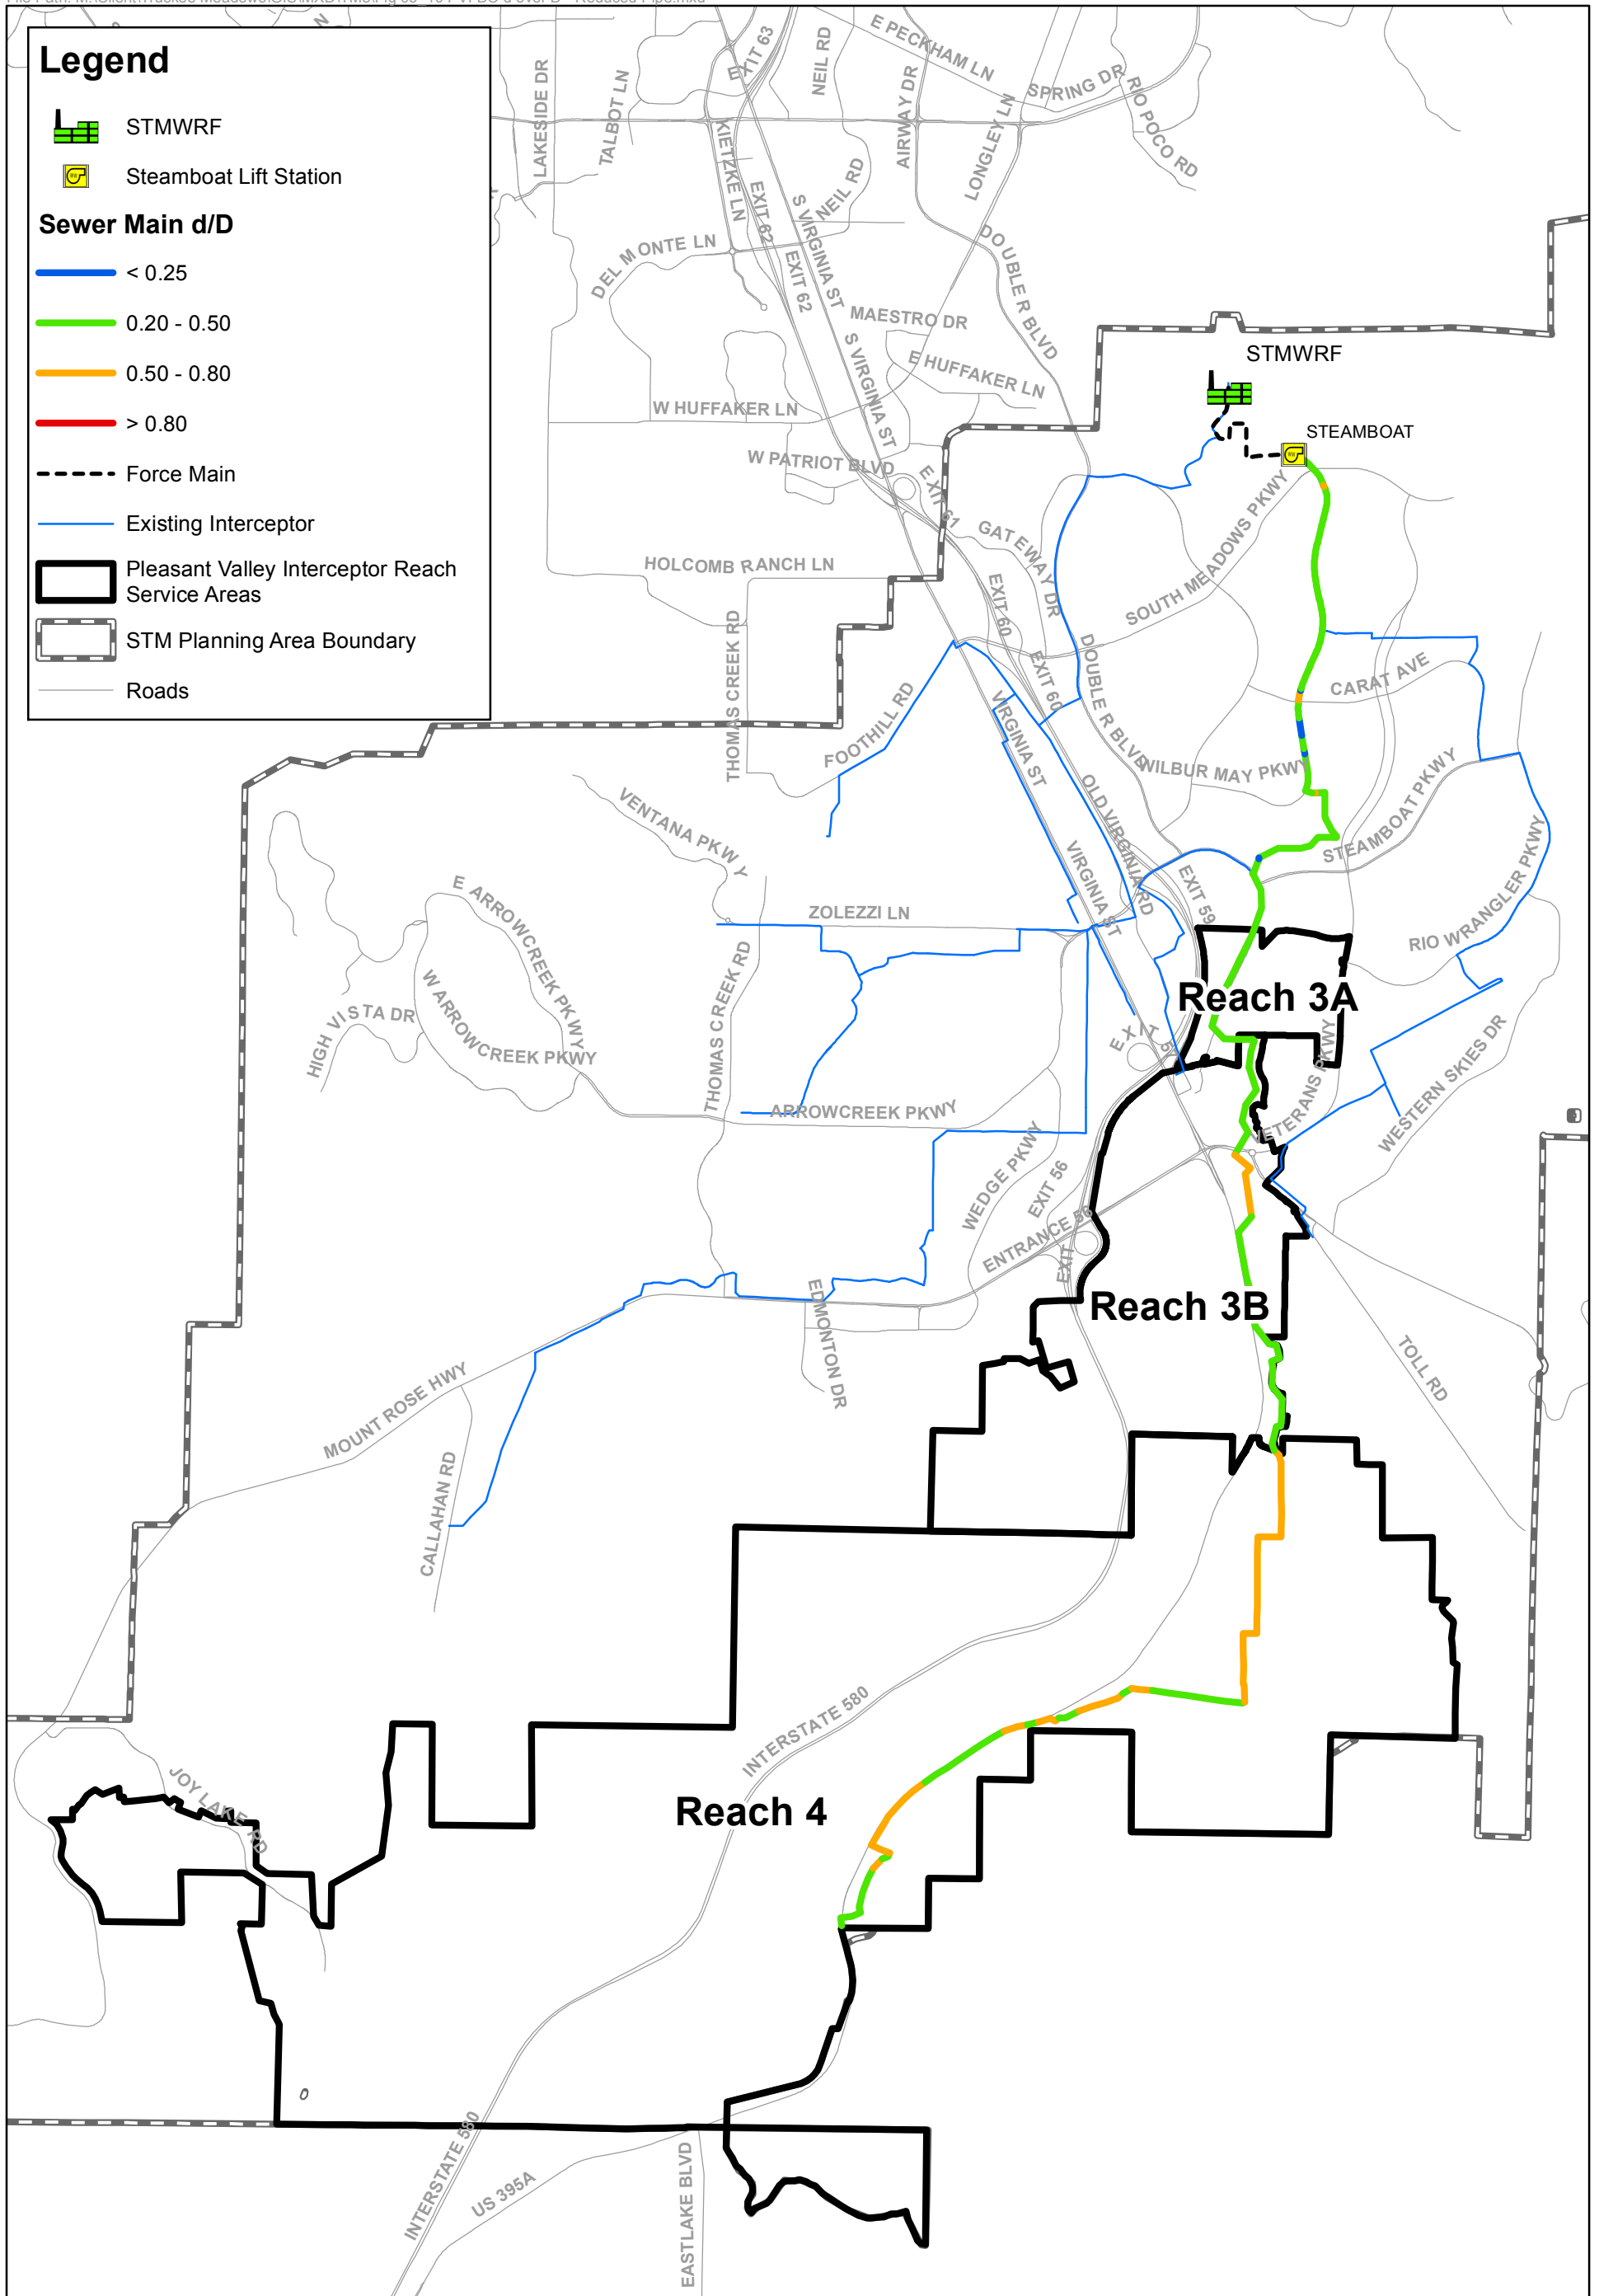 Legend
STMWRF
Steamboat Lift Station
Sewer Main d/D
< 0.25
0.20 - 0.50
0.50 - 0.80
> 0.80
Force Main
Existing Interceptor
Pleasant Valley Interceptor Reach
Service Areas
STM Planning Area Boundary
Roads
LAKESIDE DR
TALBOT LN
EXIT 63
NEIL RD
E PECKHAM LN
AIRWAY DR
SPRING DR
RIO POCO RD
LONGLEY LN
KIETZKE LN
EXIT 62
S VIRGINIA ST
NEIL RD
DEL MONTE LN
EXIT 62
DOUBLE R BLVD
MAESTRO DR
S VIRGINIA ST
E HUFFAKER LN
W HUFFAKER LN
STMWRF
STEAMBOAT
W PATRIOT BLVD
EXIT 61
GATEWAY DR
SOUTH MEADOWS PKWY
HOLCOMB RANCH LN
EXIT 60
THOMAS CREEK RD
EXIT 60
DOUBLE R BLVD
CARAT AVE
FOOTHILL RD
VIRGINIA ST
WILBUR MAY PKWY
OLD VIRGINIA RD
VENTANA PKWY
STEAMBOAT PKWY
VIRGINIA ST
EXIT 59
RIO WRANGLER PKWY
E ARROWCREEK PKWY
ZOLEZZI LN
THOMAS CREEK RD
W ARROWCREEK PKWY
HIGH VISTA DR
Reach 3A
EXIT 57
VETERANS PKWY
WESTERN SKIES DR
ARROWCREEK PKWY
WEDGE PKWY
EXIT 56
ENTRANCE 56
EXIT
EDMONTON DR
Reach 3B
TOLL RD
MOUNT ROSE HWY
CALLAHAN RD
INTERSTATE 580
JOY LAKE RD
Reach 4
INTERSTATE 580
US 395A
EASTLAKE BLVD